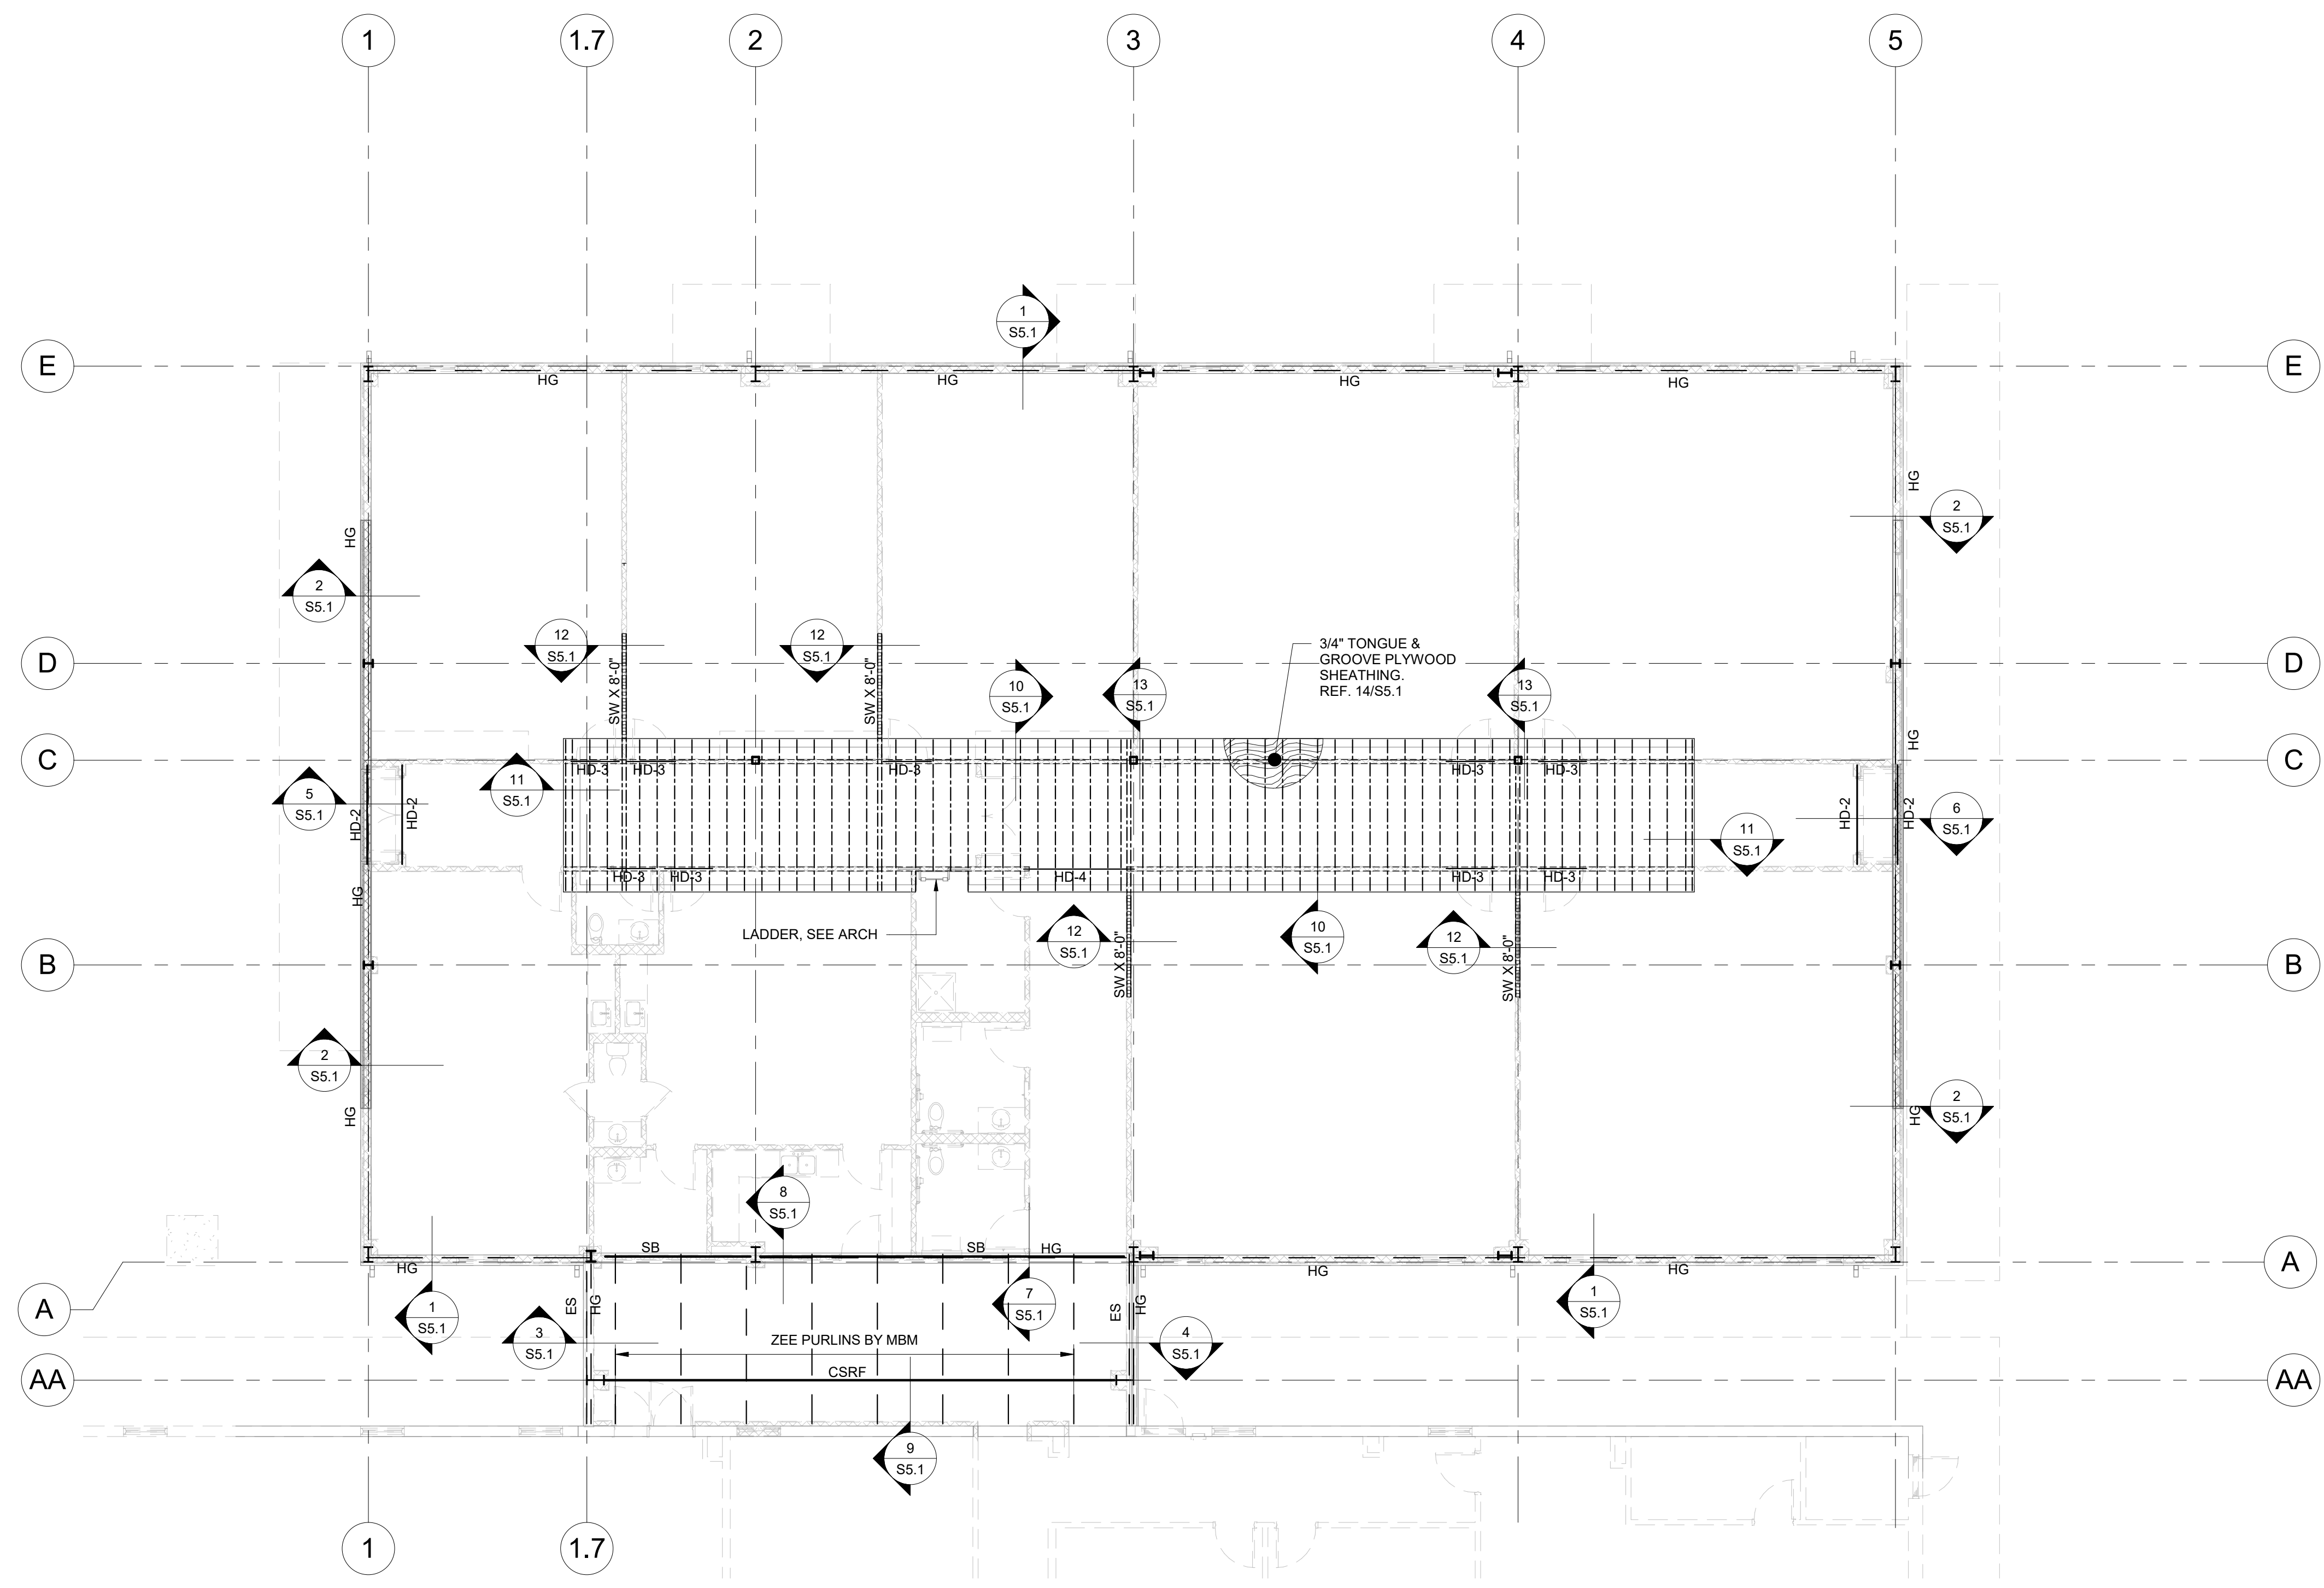 1
1.7
2
3
4
5
1
S5.1
E
E
HG
HG
HG
HG
HG
2
S5.1
HG
2
S5.1
12
S5.1
12
S5.1
SW X 8'-0"
SW X 8'-0"
3/4" TONGUE &
GROOVE PLYWOOD
SHEATHING.
REF. 14/S5.1
D
D
10
S5.1
13
S5.1
13
S5.1
HG
C
C
HD-3
HD-3
HD-3
HD-3
HD-3
11
S5.1
5
S5.1
HD-2
HD-2
HD-2
HD-2
6
S5.1
11
S5.1
HD-3
HD-3
HD-4
HD-3
HD-3
HG
LADDER, SEE ARCH
12
S5.1
10
S5.1
12
S5.1
SW X 8'-0"
SW X 8'-0"
B
B
2
S5.1
HG
2
S5.1
HG
8
S5.1
SB
SB
HG
HG
HG
HG
A
A
1
S5.1
ES
HG
7
S5.1
ES
HG
1
S5.1
3
S5.1
ZEE PURLINS BY MBM
4
S5.1
CSRF
AA
AA
9
S5.1
1
1.7